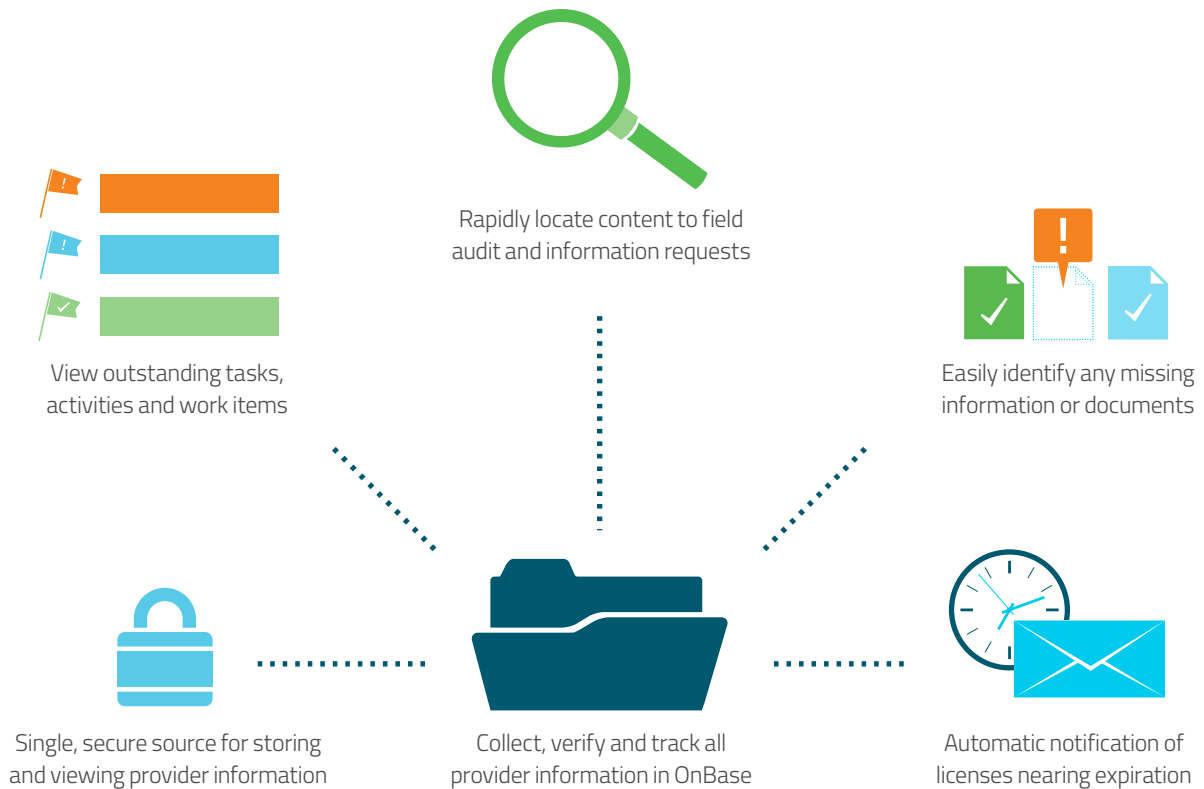 Rapidly locate content to field
audit and information requests
View outstanding tasks,
activities and work items
Easily identify any missing
information or documents
Single, secure source for storing
and viewing provider information
Collect, verify and track all
provider information in OnBase
Automatic notification of
licenses nearing expiration